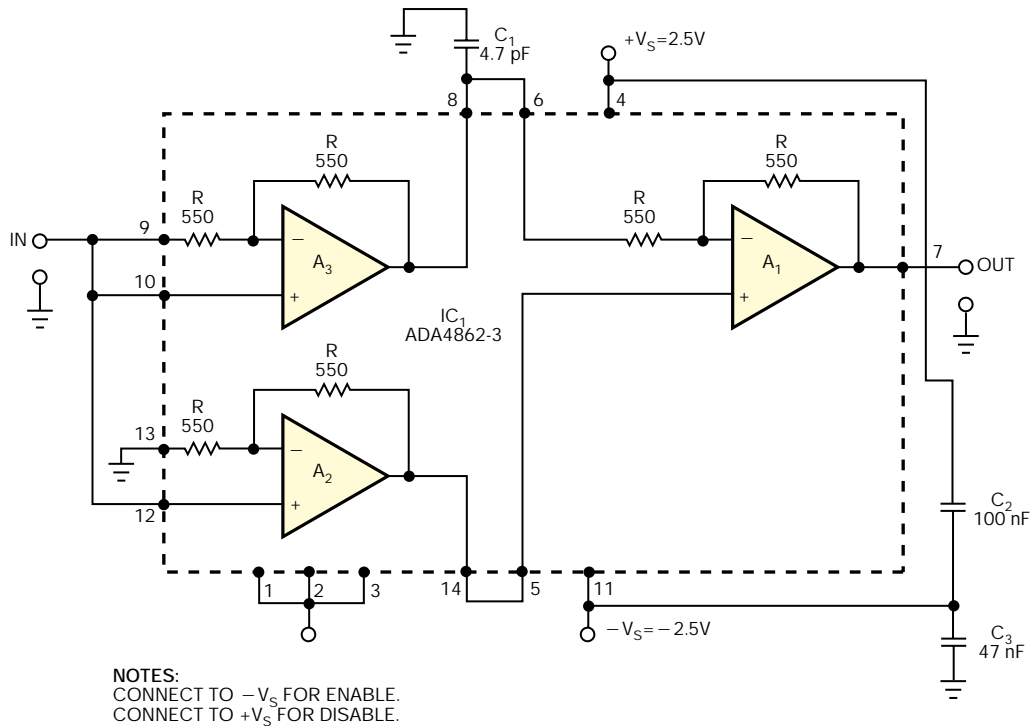 C1
4.7 pF
+VS=2.5V
8
6
4
R
550
R
550
R
550
R
550
IN
9
−
A3
+
10
−
A1
+
7
OUT
IC1
ADA4862-3
R
550
R
550
13
−
A2
+
12
C2
100 nF
1
2
3
14
5
11
−VS=−2.5V
C3
47 nF
NOTES:
CONNECT TO −VS FOR ENABLE.
CONNECT TO +VS FOR DISABLE.